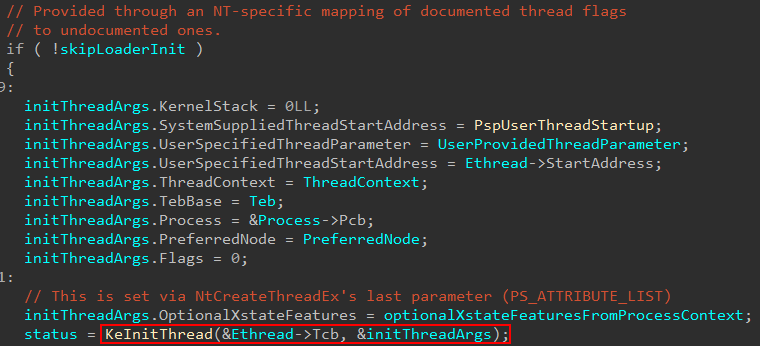 // Provided through an NT-specific mapping of documented thread flags
// to undocumented ones.
if ( !skipLoaderInit )
{
9:
initThreadArgs.KernelStack = 0LL;
initThreadArgs.SystemSuppliedThreadStartAddress = PspUserThreadStartup;
initThreadArgs.UserSpecifiedThreadParameter = UserProvidedThreadParameter;
initThreadArgs.UserSpecifiedThreadStartAddress = Ethread->StartAddress;
initThreadArgs.ThreadContext = ThreadContext;
initThreadArgs.TebBase = Teb;
initThreadArgs.Process = &Process->Pcb;
initThreadArgs.PreferredNode = PreferredNode;
initThreadArgs.Flags = 0;
1:
// This is set via NtCreateThreadEx's last parameter (PS_ATTRIBUTE_LIST)
initThreadArgs.OptionalXstateFeatures = optionalXstateFeaturesFromProcessContext;
status = KeInitThread(&Ethread->Tcb, &initThreadArgs);